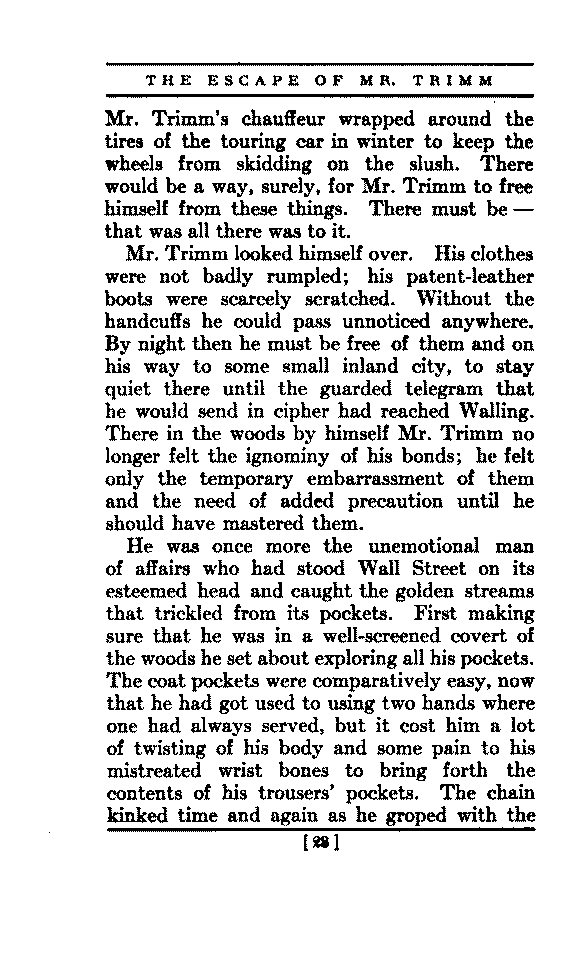 THE ESCAPE OF MR. TRIMM
Mr. Trimm's chauffeur wrapped around the
tires of the touring car in winter to keep the
wheels from skidding on the slush. There
would be a way, surely, for Mr. Trimm to free
himself from these things. There must be —
that was all there was to it.
Mr. Trimm looked himself over. His clothes
were not badly rumpled; his patent-leather
boots were scarcely scratched. Without the
handcuffs he could pass unnoticed anywhere.
By night then he must be free of them and on
his way to some small inland city, to stay
quiet there until the guarded telegram that
he would send in cipher had reached Walling.
There in the woods by himself Mr. Trimm no
longer felt the ignominy of his bonds; he felt
only the temporary embarrassment of them
and the need of added precaution until he
should have mastered them.
He was once more the unemotional man
of affairs who had stood Wall Street on its
esteemed head and caught the golden streams
that trickled from its pockets. First making
sure that he was in a well-screened covert of
the woods he set about exploring all his pockets.
The coat pockets were comparatively easy, now
that he had got used to using two hands where
one had always served, but it cost him a lot
of twisting of his body and some pain to his
mistreated wrist bones to bring forth the
contents of his trousers' pockets. The chain
kinked time and again as he groped with the
[28]